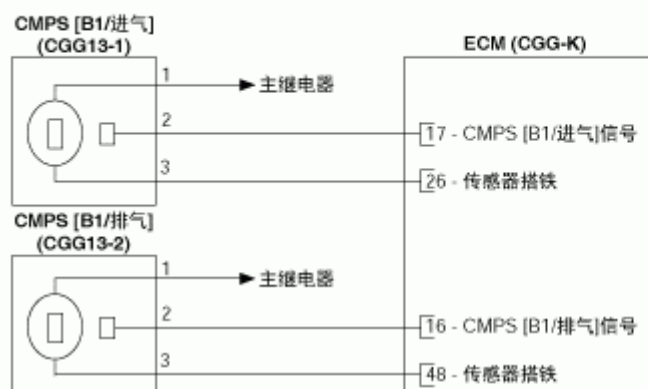 CMPS [B1/进气]
(CGG13-1)
ECM (CGG-K)
1
主继电器
2
17 - CMPS [B1/进气]信号
3
26 - 传感器搭铁
CMPS [B1/排气]
(CGG13-2)
1
主继电器
2
16 - CMPS [B1/排气]信号
3
48 - 传感器搭铁